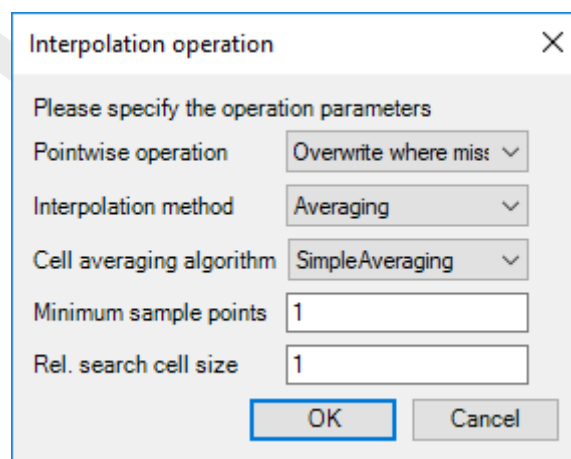 Interpolation operation
Please specify the operation parameters
Pointwise operation Overwrite where miss
Interpolation method Averaging
Cell averaging algorithm SimpleAveraging
Minimum sample points 1
Rel. search cell size 1
OK Cancel